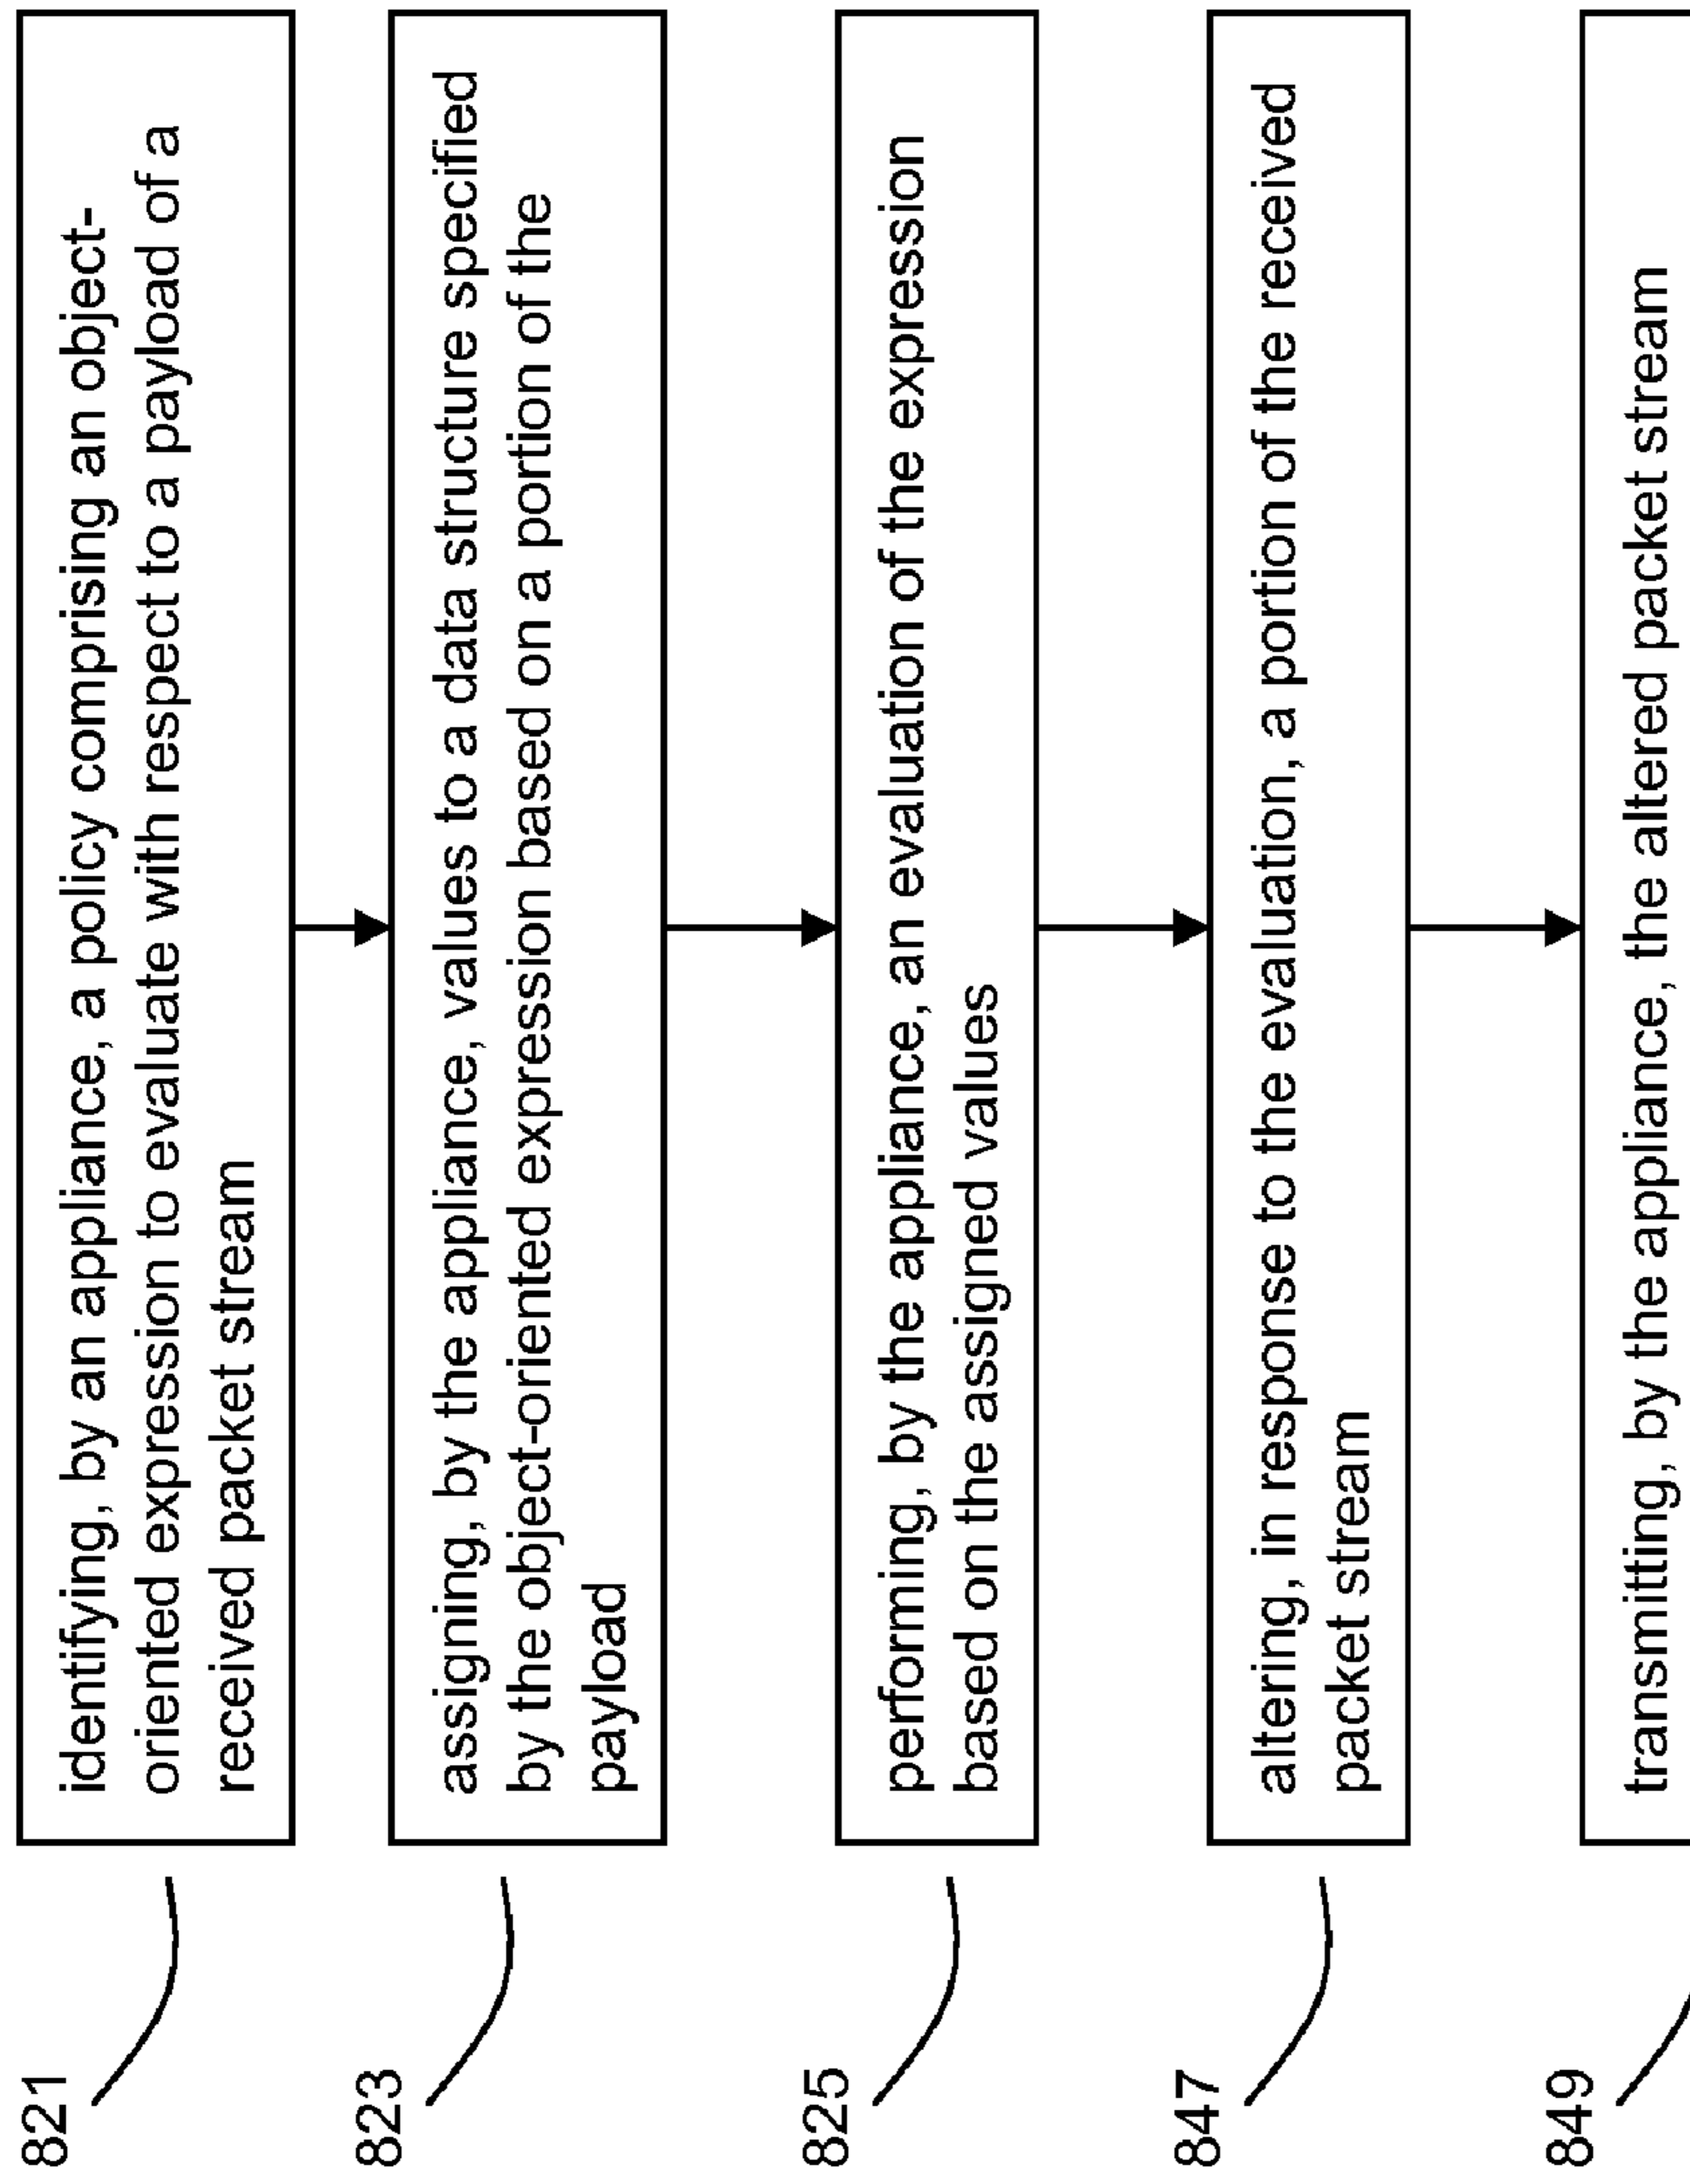 821
identifying, by an appliance, a policy comprising an object-
oriented expression to evaluate with respect to a payload of a
received packet stream
823
assigning, by the appliance, values to a data structure specified
by the object-oriented expression based on a portion of the
payload
825
performing, by the appliance, an evaluation of the expression
based on the assigned values
847
altering, in response to the evaluation, a portion of the received
packet stream
849
transmitting, by the appliance, the altered packet stream